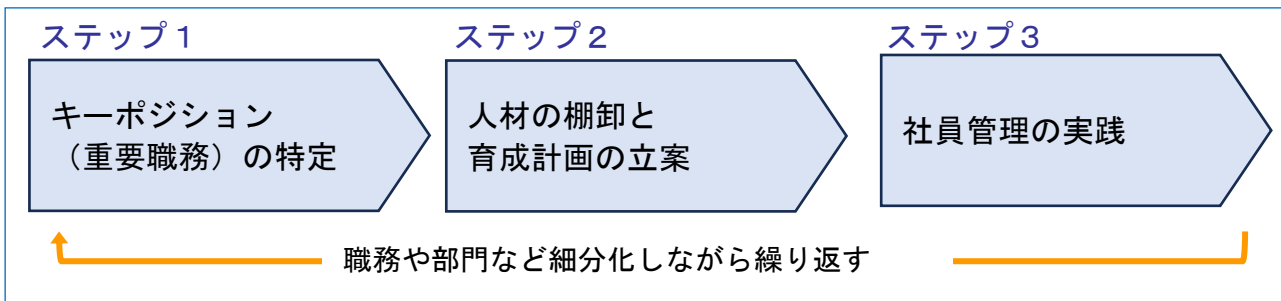 ステップ１
ステップ２
ステップ３
キーポジション
（重要職務）の特定
人材の棚卸と
育成計画の立案
社員管理の実践
職務や部門など細分化しながら繰り返す